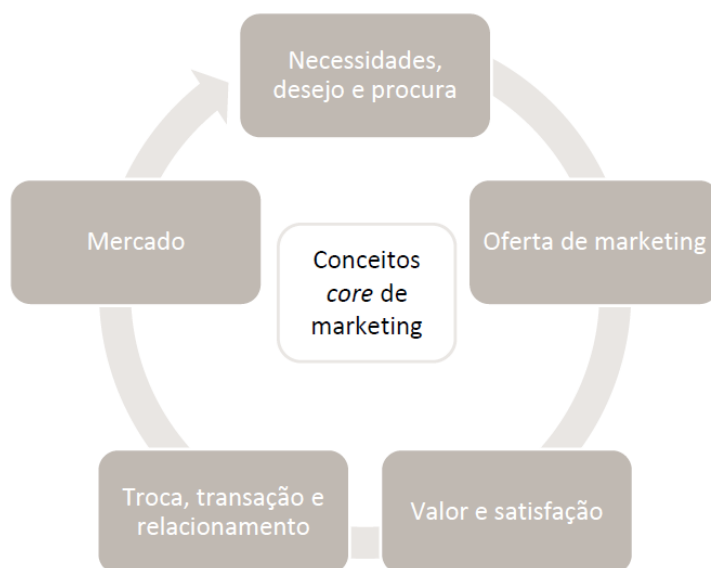 Necessidades,
desejo e procura
Mercado
Conceitos
core de
marketing
Oferta de marketing
Troca, transação e
relacionamento
Valor e satisfação